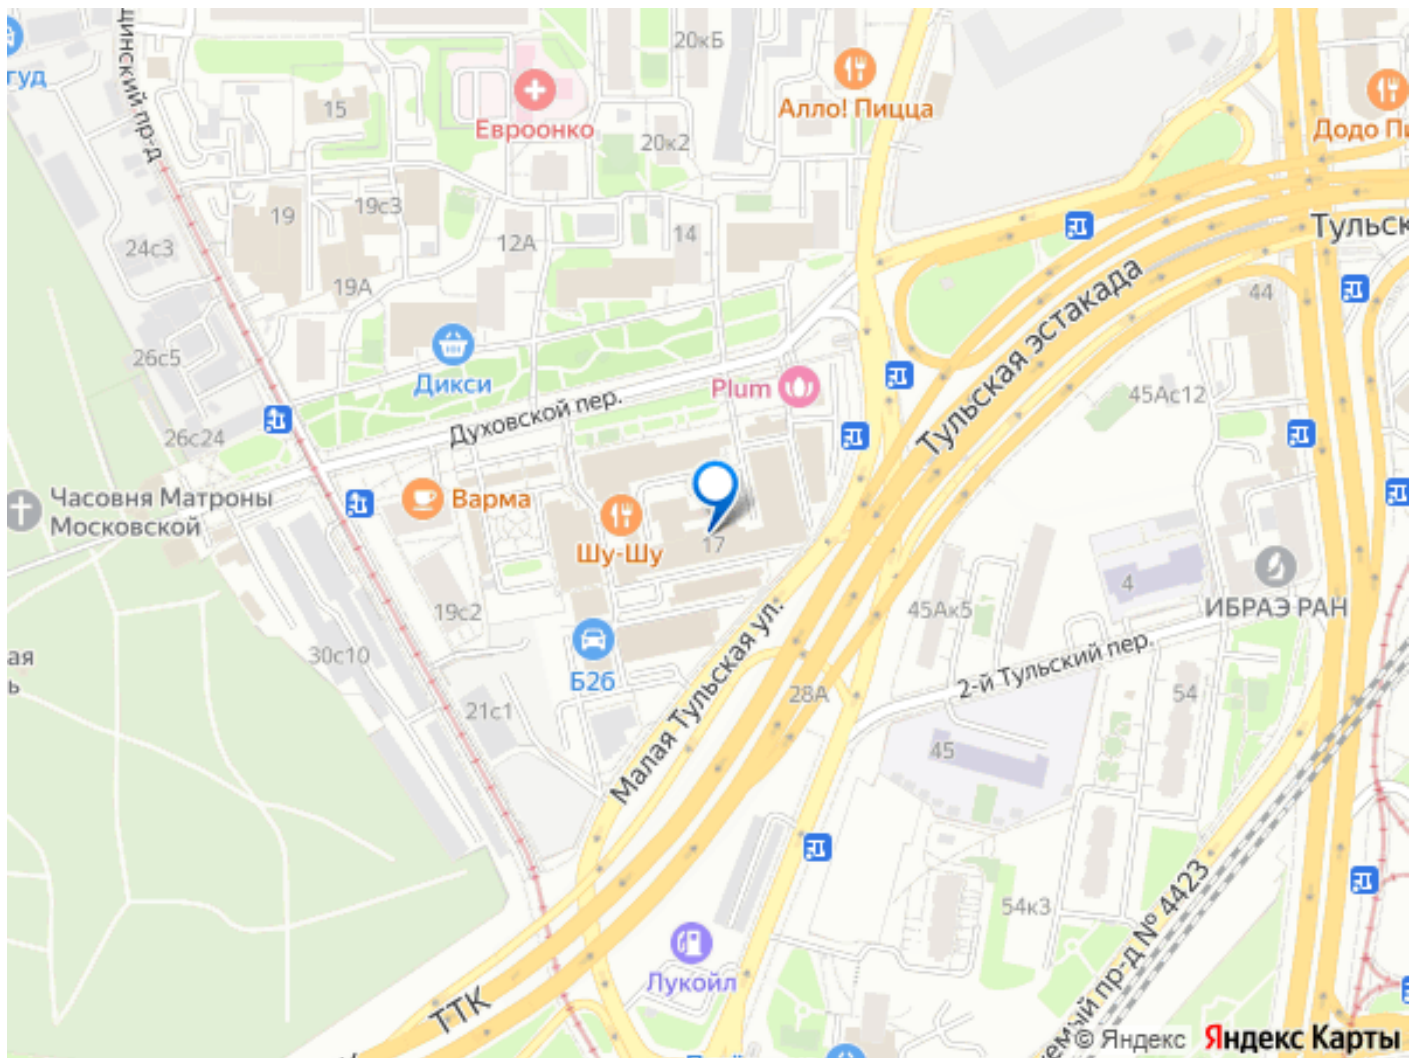 20кБ
гуд
щинский пр-д
15
Евроонко
Алло! Пицца
Додо Пи
20к2
19
19с3
12А
14
24с3
19А
Тульск
44
Тульская эстакада
26с5
Дикси
Plum
45Ас12
Духовской пер.
26с24
Часовня Матроны
Московской
Варма
Шу-Шу
17
4
ИБРАЭ РАН
19с2
45Ак5
30с10
ая
ь
Б2б
Малая Тульская ул.
2-й Тульский пер.
28А
54
21с1
45
54к3
Лукойл
ТТК
емый пр-д № 4423
© Яндекс Яндекс Карты